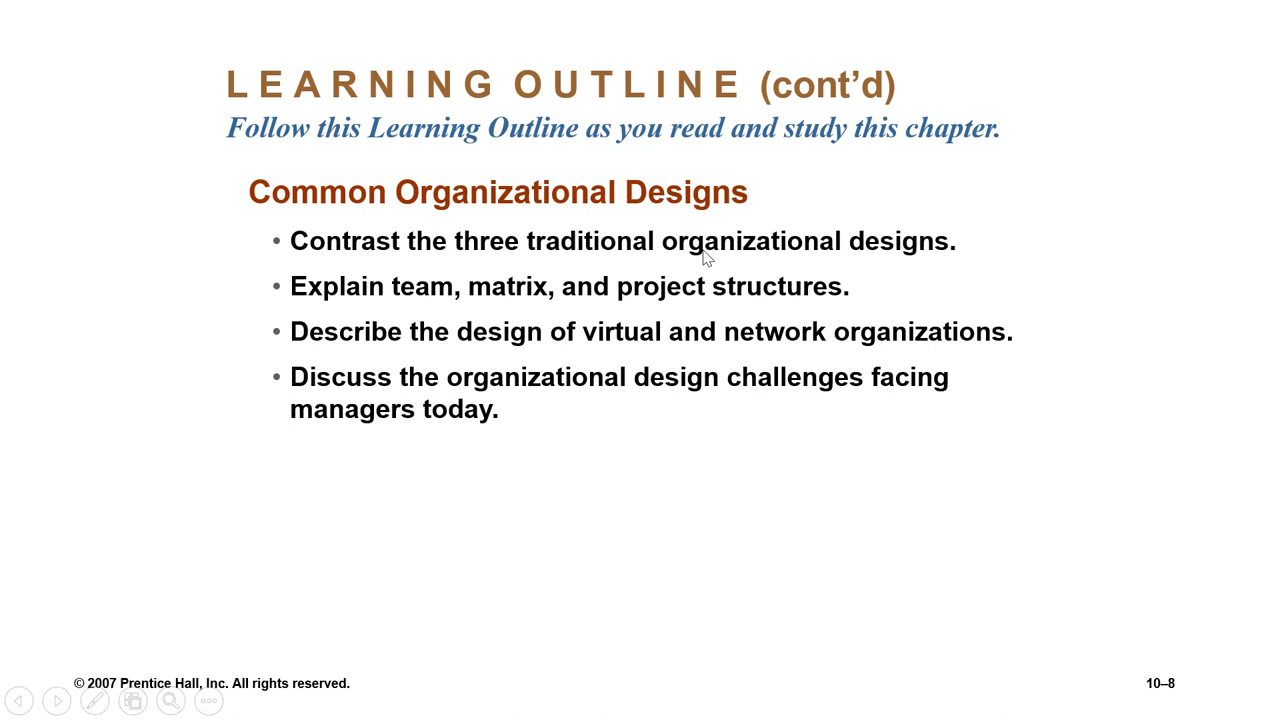 L E A R N I N G  O U T L I N E  (cont’d)
Follow this Learning Outline as you read and study this chapter.
Common Organizational Designs
• Contrast the three traditional organizational designs.
• Explain team, matrix, and project structures.
• Describe the design of virtual and network organizations.
• Discuss the organizational design challenges facing
managers today.
© 2007 Prentice Hall, Inc. All rights reserved.
10–8